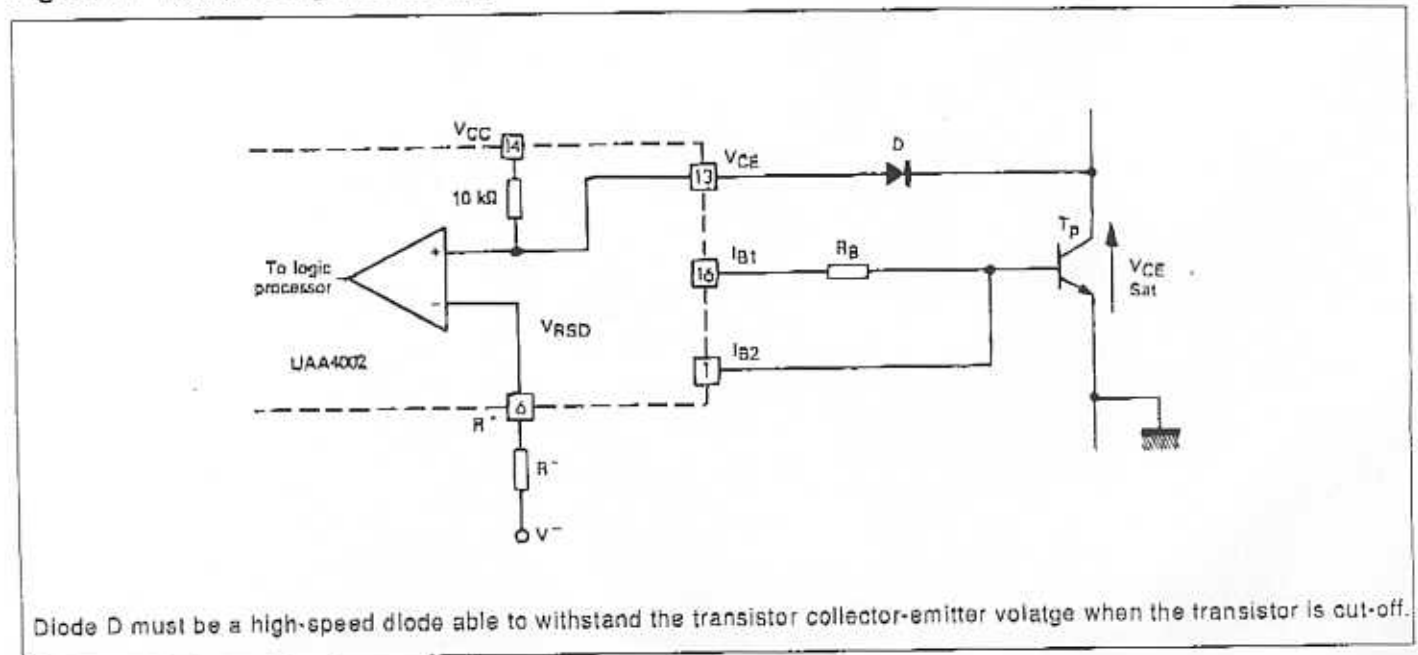 VCC
14
VCE
13
D
10 kΩ
+
To logic
processor
−
VRSD
UAA4002
IB1
16
RB
Tp
VCE
Sat
IB2
1
6
R-
R-
V-
Diode D must be a high-speed diode able to withstand the transistor collector-emitter volatge when the transistor is cut-off.